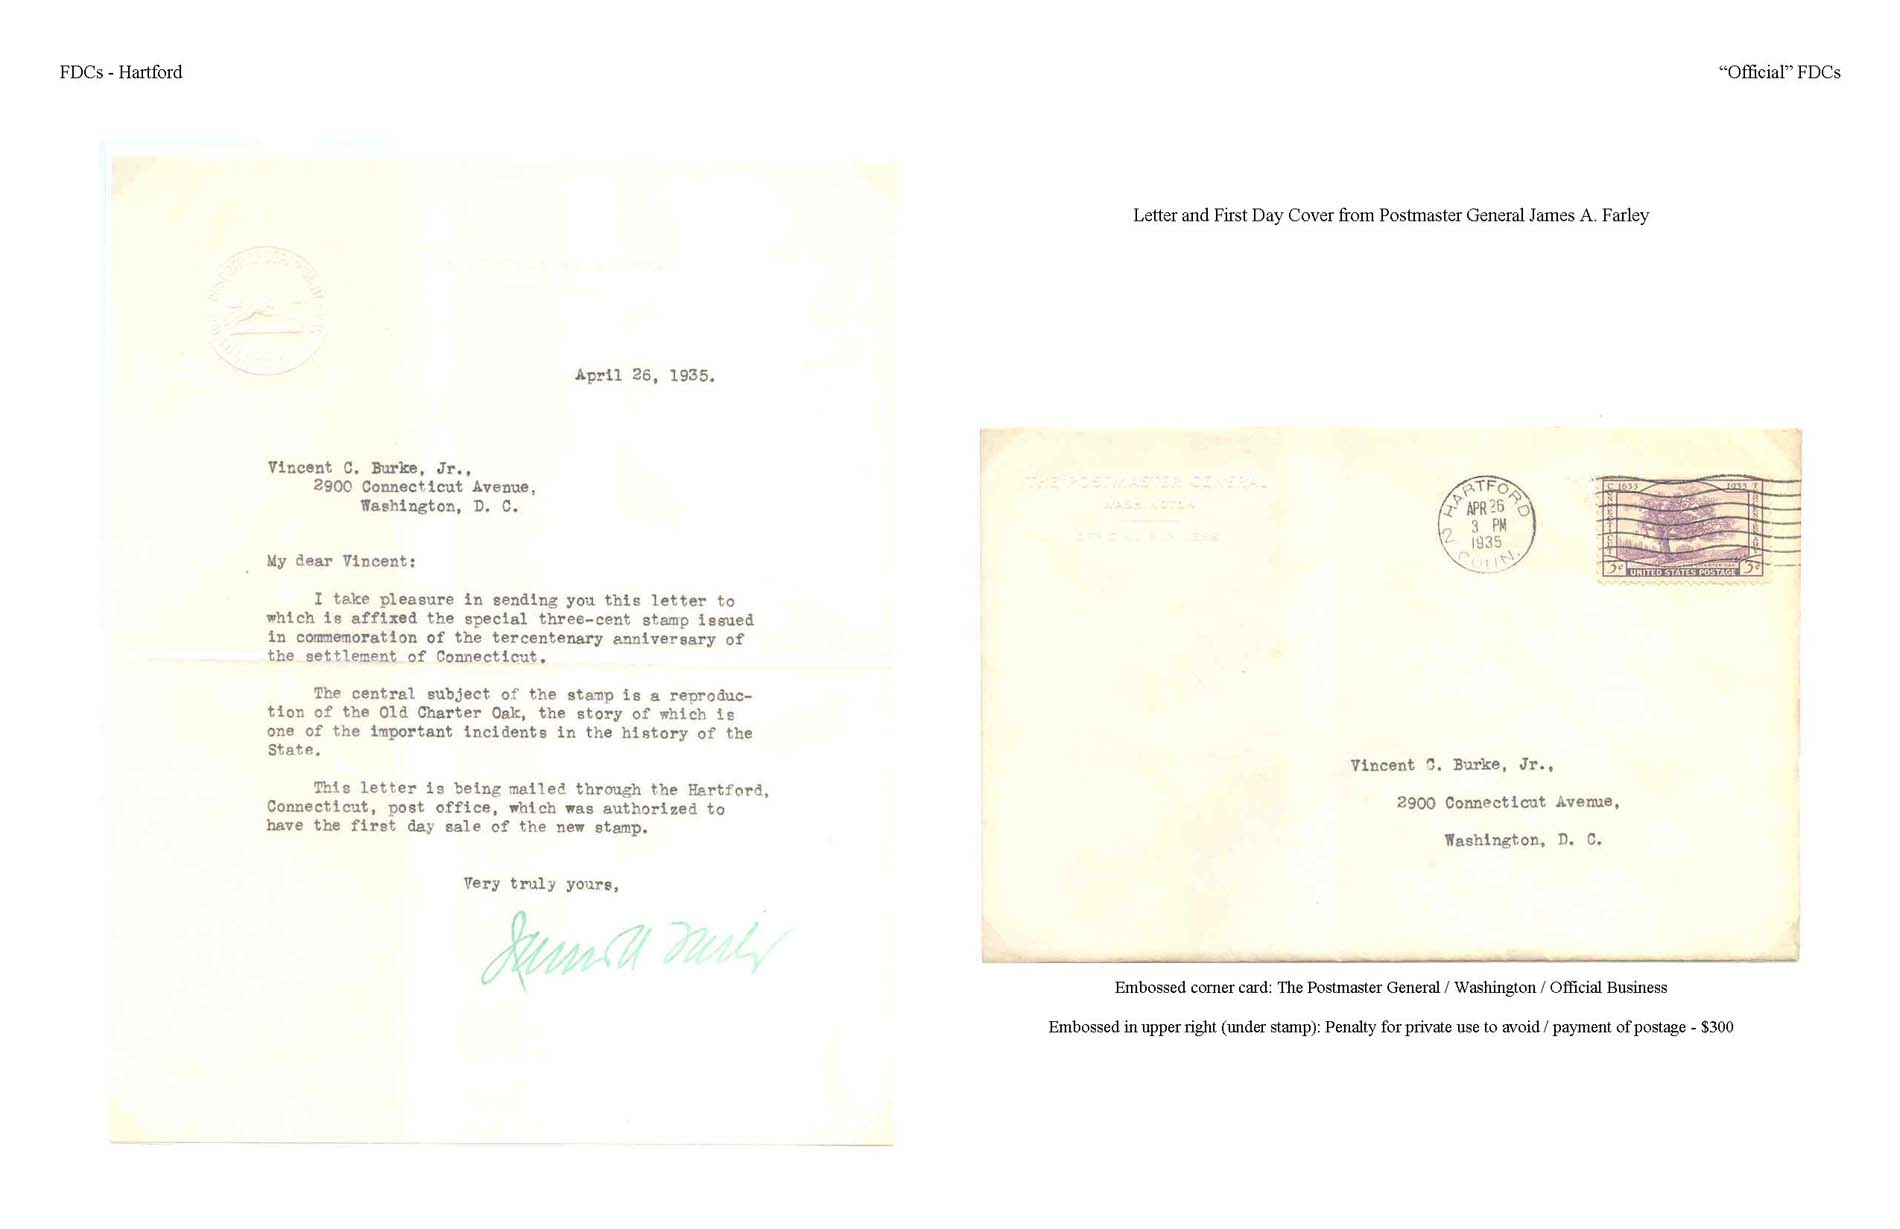 FDCs - Hartford
“Official” FDCs
Letter and First Day Cover from Postmaster General James A. Farley
April 26, 1935.
Vincent C. Burke, Jr.,
2900 Connecticut Avenue,
Washington, D. C.
My dear Vincent:
I take pleasure in sending you this letter to
which is affixed the special three-cent stamp issued
in commemoration of the tercentenary anniversary of
the settlement of Connecticut.
The central subject of the stamp is a reproduc-
tion of the Old Charter Oak, the story of which is
one of the important incidents in the history of the
State.
This letter is being mailed through the Hartford,
Connecticut, post office, which was authorized to
have the first day sale of the new stamp.
Very truly yours,
James A Farley
THE POSTMASTER GENERAL
WASHINGTON
OFFICIAL BUSINESS
HARTFORD
APR 26
3 PM
1935
2 CONN.
1635 1935
CONNECTICUT
TERCENTENARY
CHARTER OAK
3¢ UNITED STATES POSTAGE 3¢
Vincent C. Burke, Jr.,
2900 Connecticut Avenue,
Washington, D. C.
Embossed corner card: The Postmaster General / Washington / Official Business
Embossed in upper right (under stamp): Penalty for private use to avoid / payment of postage - $300